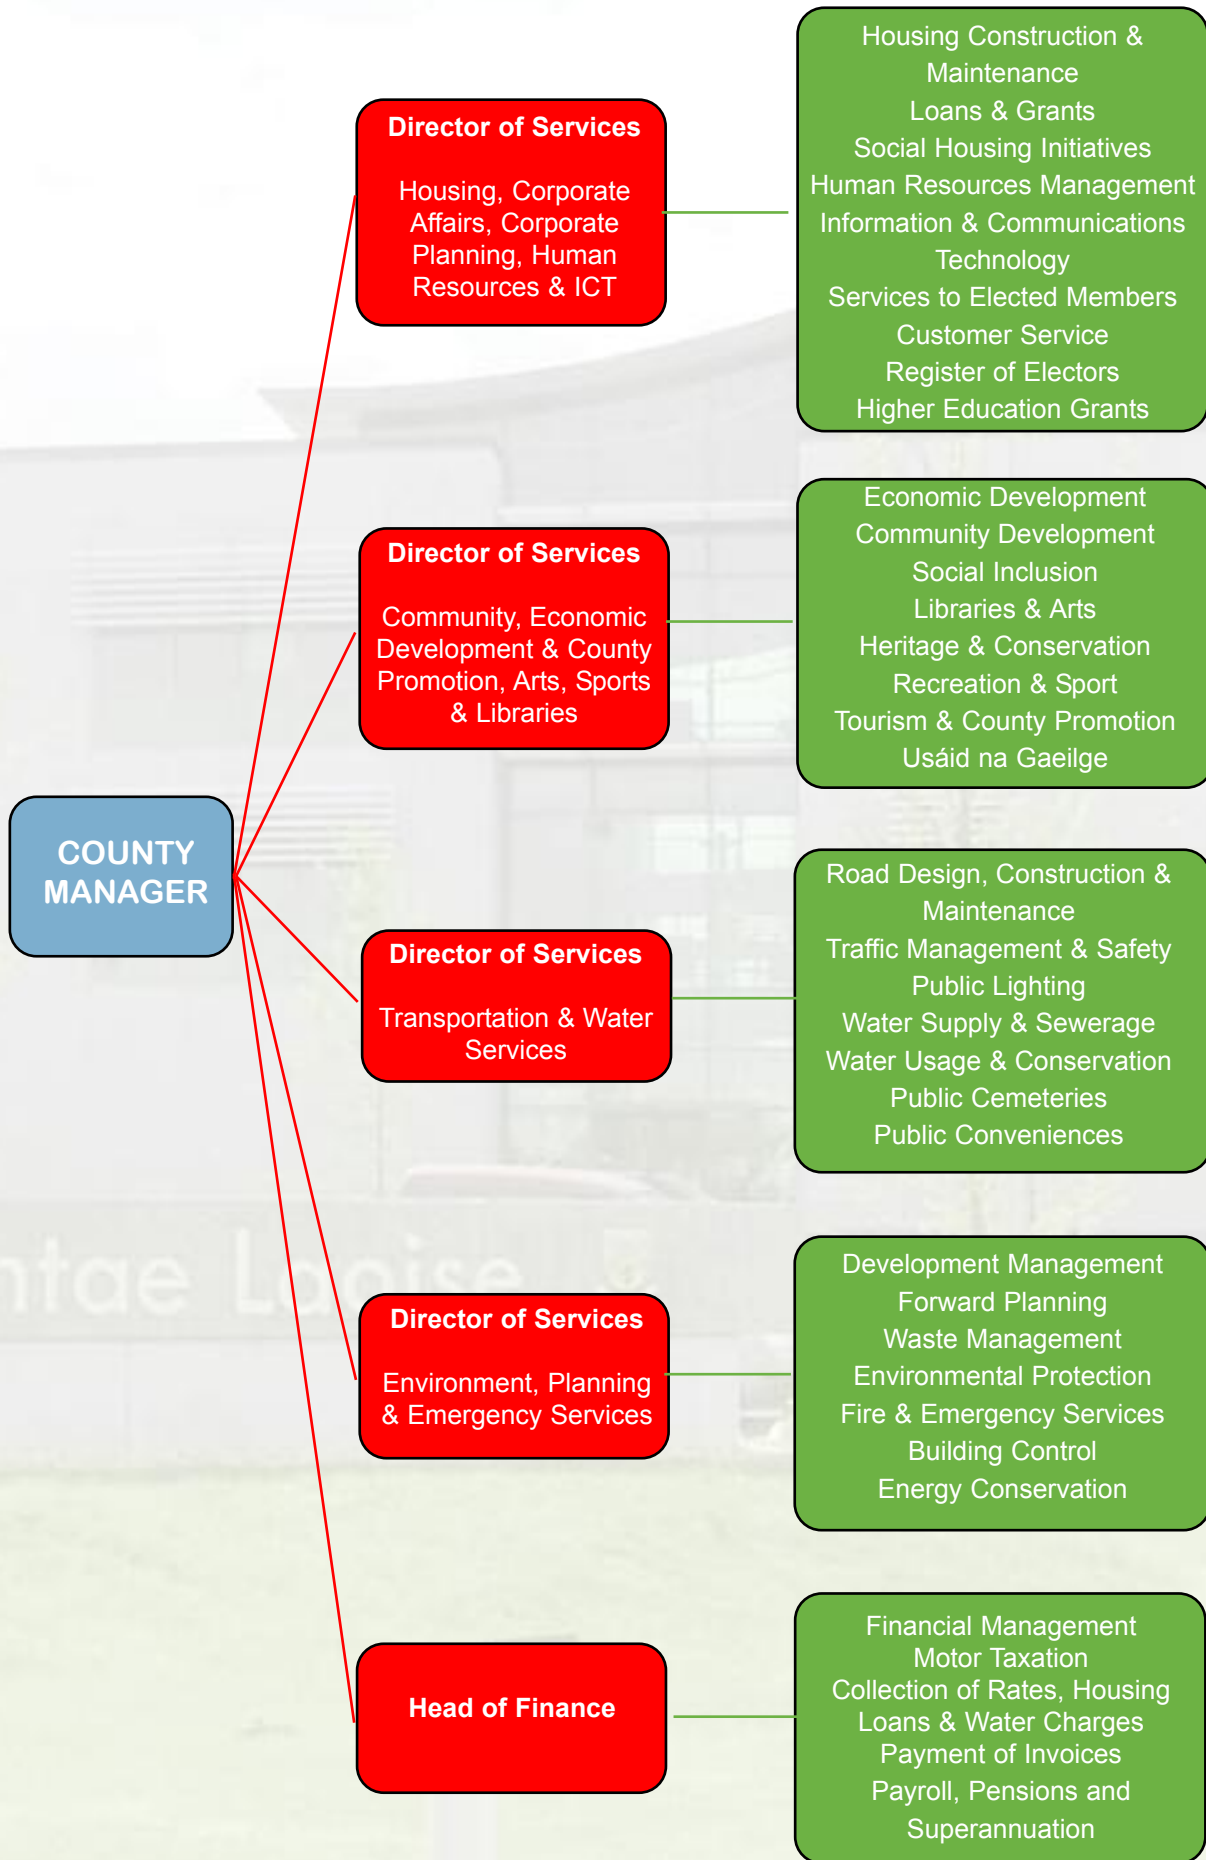 COUNTY
MANAGER
Director of Services
Housing, Corporate
Affairs, Corporate
Planning, Human
Resources & ICT
Housing Construction &
Maintenance
Loans & Grants
Social Housing Initiatives
Human Resources Management
Information & Communications
Technology
Services to Elected Members
Customer Service
Register of Electors
Higher Education Grants
Director of Services
Community, Economic
Development & County
Promotion, Arts, Sports
& Libraries
Economic Development
Community Development
Social Inclusion
Libraries & Arts
Heritage & Conservation
Recreation & Sport
Tourism & County Promotion
Usáid na Gaeilge
Director of Services
Transportation & Water
Services
Road Design, Construction &
Maintenance
Traffic Management & Safety
Public Lighting
Water Supply & Sewerage
Water Usage & Conservation
Public Cemeteries
Public Conveniences
ntae Laoise
Director of Services
Environment, Planning
& Emergency Services
Development Management
Forward Planning
Waste Management
Environmental Protection
Fire & Emergency Services
Building Control
Energy Conservation
Head of Finance
Financial Management
Motor Taxation
Collection of Rates, Housing
Loans & Water Charges
Payment of Invoices
Payroll, Pensions and
Superannuation